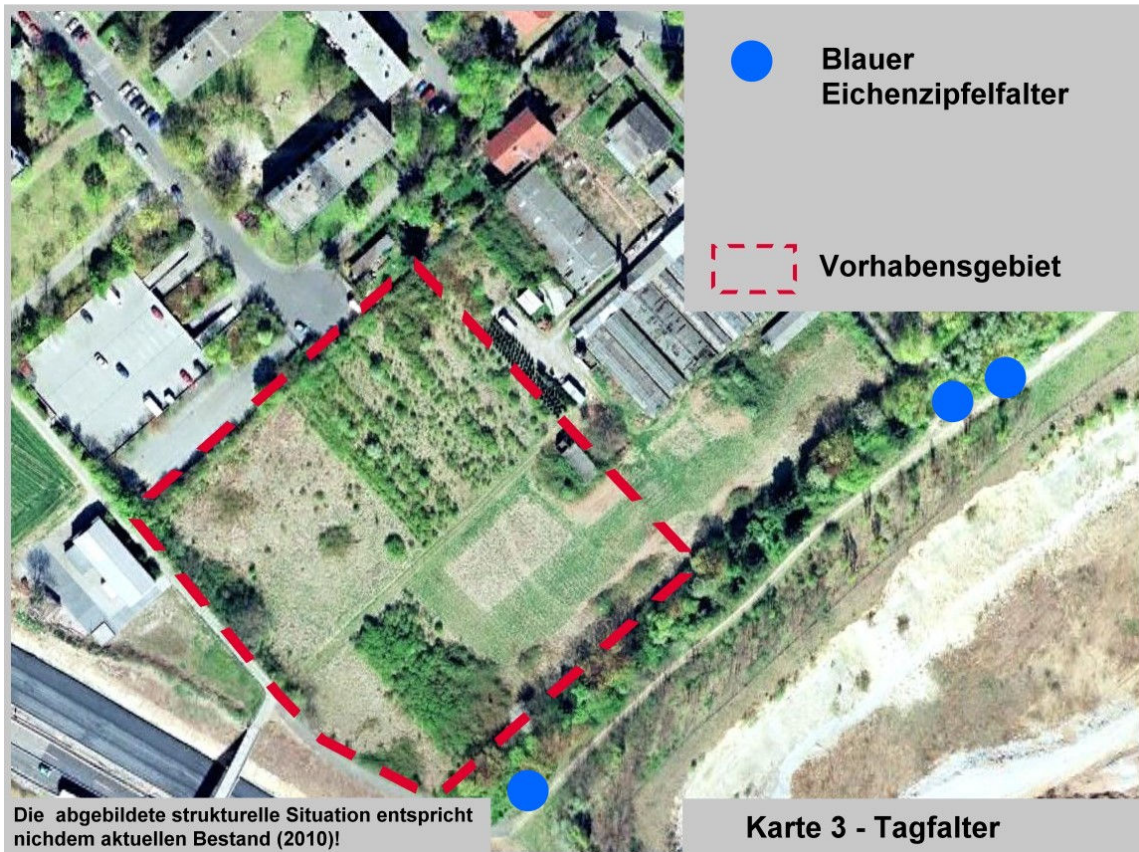 Blauer
Eichenzipfelfalter
Vorhabensgebiet
Die abgebildete strukturelle Situation entspricht
nichdem aktuellen Bestand (2010)!
Karte 3 - Tagfalter